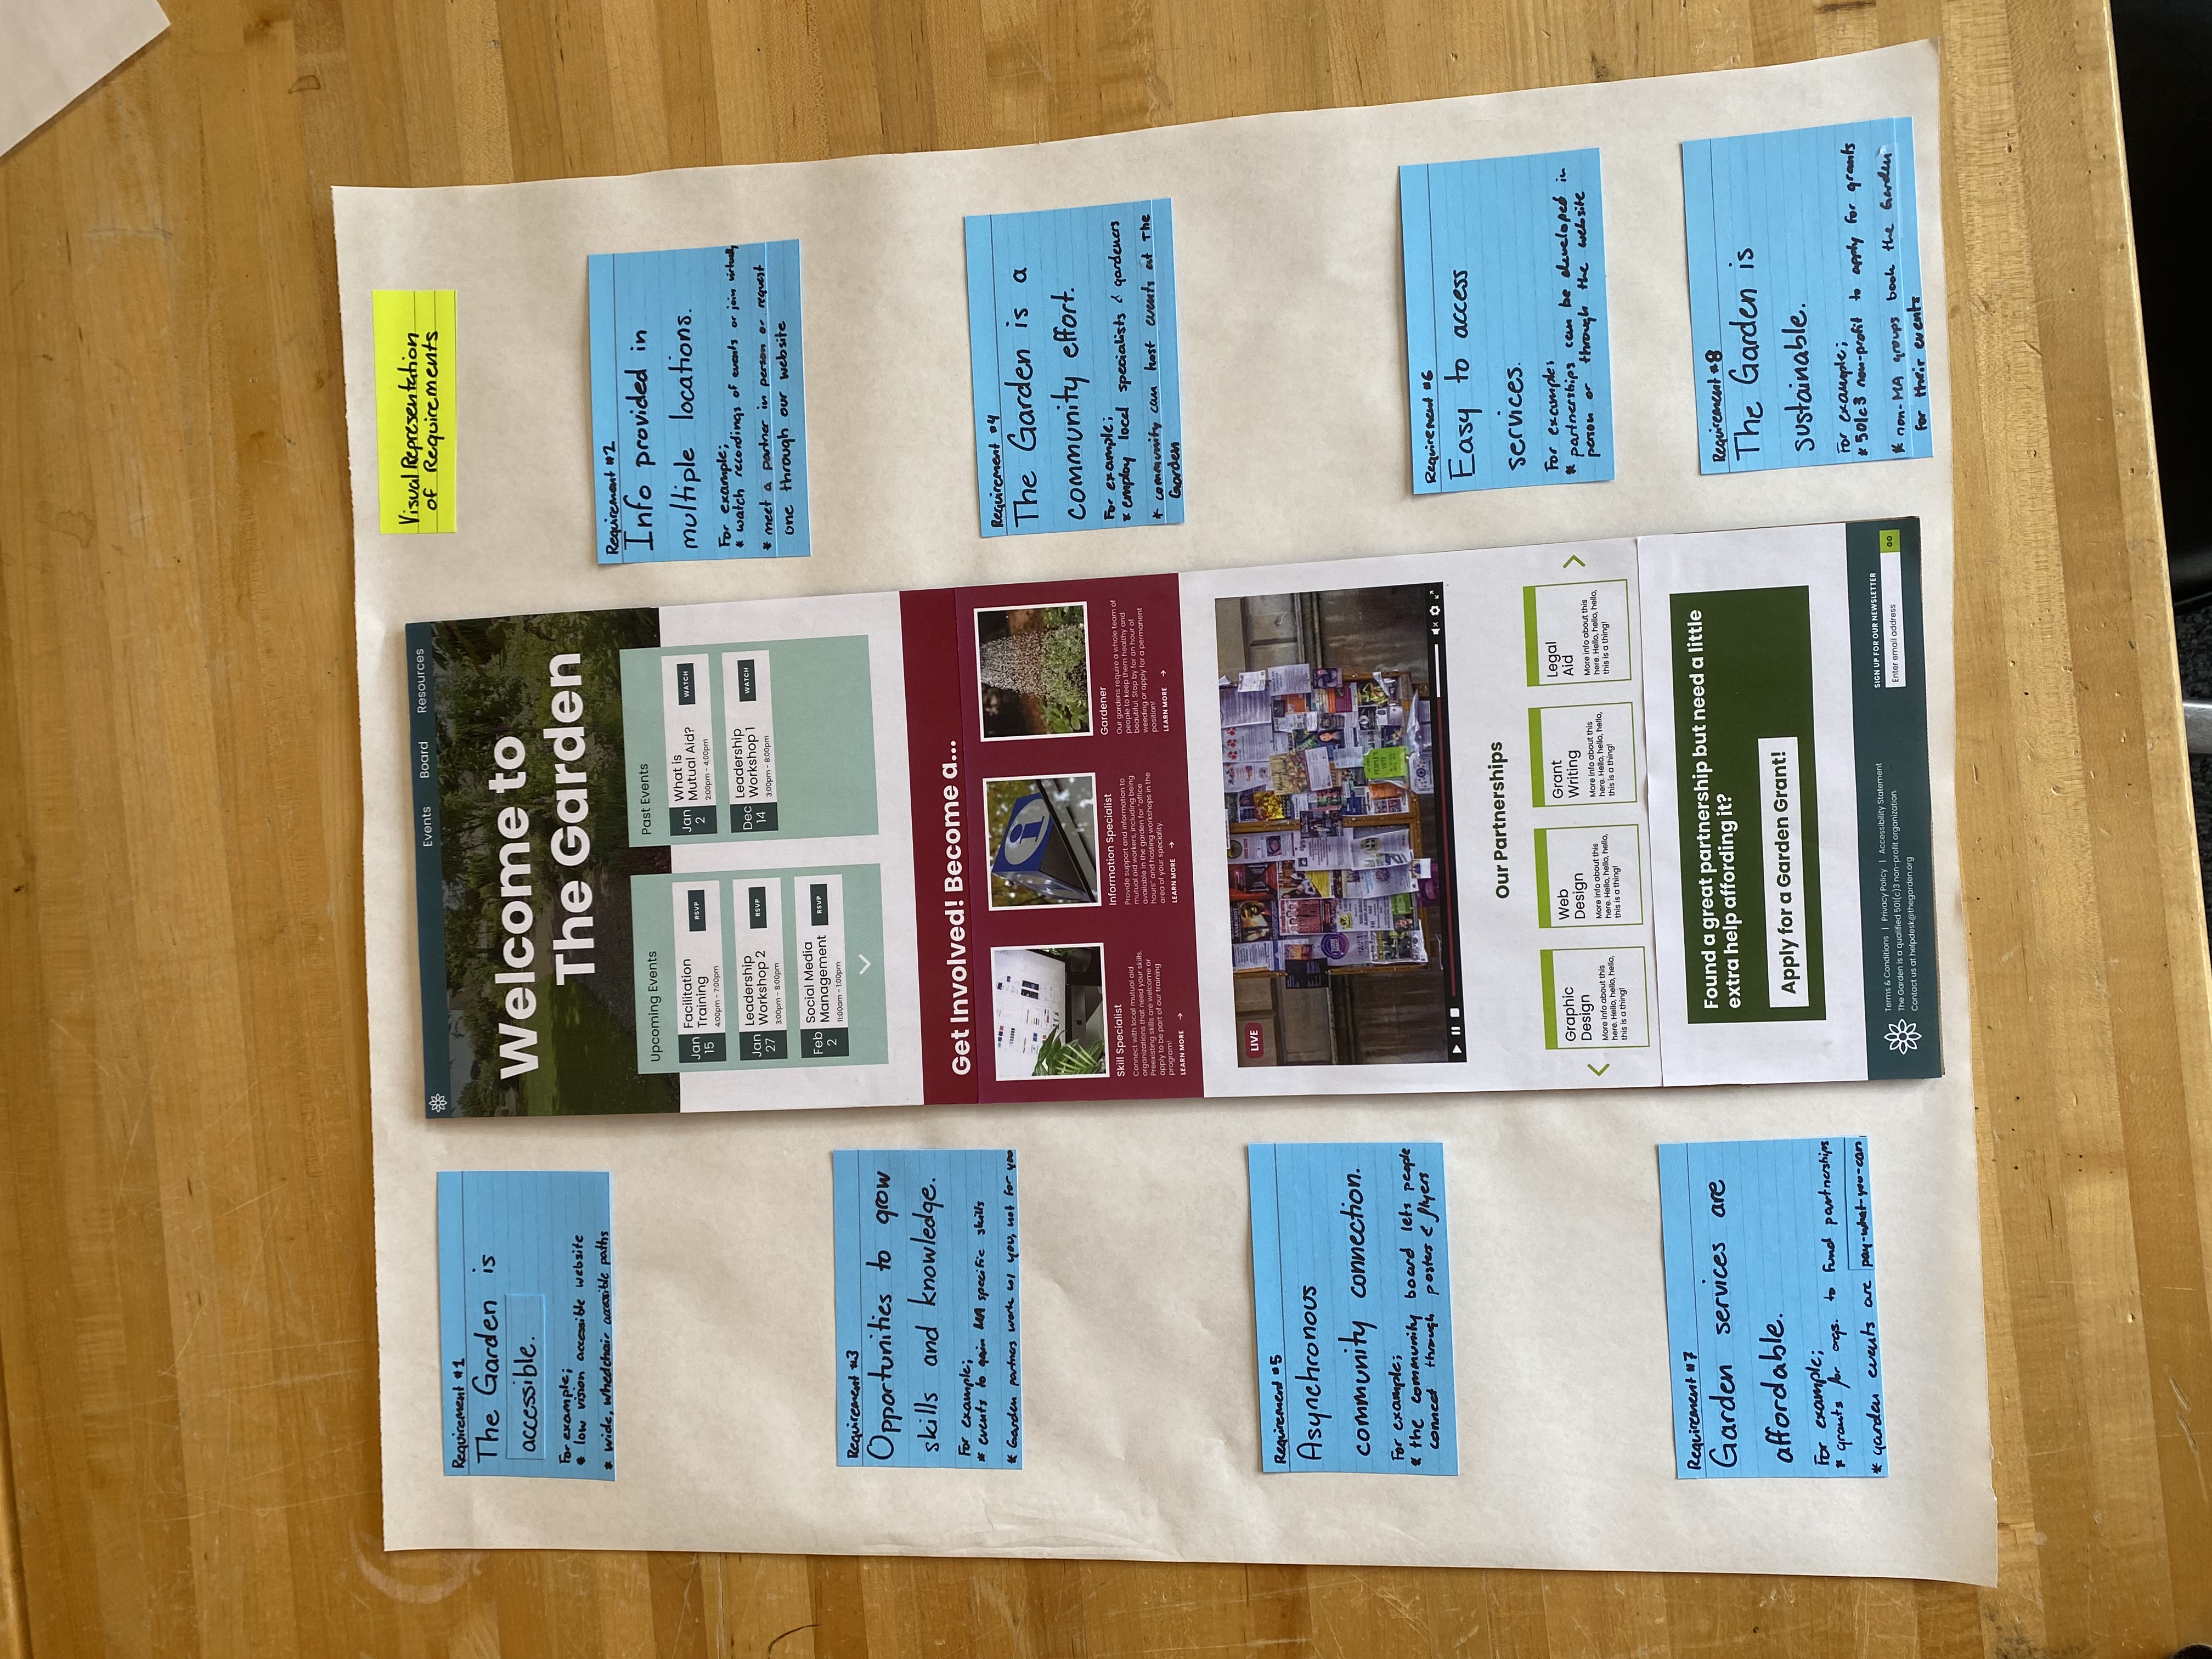 Visual Representation
of Requirements
Requirement #1
The Garden is
accessible.
For example;
* low vision accessible website
* wide, wheelchair accessible paths
Requirement #2
Info provided in
multiple locations.
For example;
* watch recordings of events or join virtually
* meet a partner in person or request
one through our website
Requirement #3
Opportunities to grow
skills and knowledge.
For example;
* events to gain MA specific skills
* Garden partners work w/ you, not for you
Requirement #4
The Garden is a
community effort.
For example;
* employ local specialists & gardeners
* community can host events at The
Garden
Requirement #5
Asynchronous
community connection.
For example;
* the community board lets people
connect through posters & flyers
Requirement #6
Easy to access
services.
For example;
* partnerships can be developed in
person or through the website
Requirement #7
Garden services are
affordable.
For example;
* grants for orgs. to fund partnerships
* garden events are pay-what-you-can
Requirement #8
The Garden is
sustainable.
For example;
* 501c3 non-profit to apply for grants
* non-MA groups book the Garden
for their events
Events Board Resources
Welcome to
The Garden
Upcoming Events
Jan
15
Facilitation
Training
4:00pm - 7:00pm
RSVP
Jan
27
Leadership
Workshop 2
3:00pm - 8:00pm
RSVP
Feb
2
Social Media
Management
11:00am - 1:00pm
RSVP
Past Events
Jan
2
What is
Mutual Aid?
2:00pm - 4:00pm
WATCH
Dec
14
Leadership
Workshop 1
3:00pm - 8:00pm
WATCH
Get Involved! Become a...
i
Skill Specialist
Connect with local mutual aid
organizations that need your skills.
Preexisting skills are welcome or
apply to be part of our training
program!
LEARN MORE →
Information Specialist
Provide support and information to
mutual aid workers, including being
available in the garden for "office
hours" and hosting workshops in the
area of your speciality.
LEARN MORE →
Gardener
Our gardens require a whole team of
people to keep them healthy and
beautiful. Stop by for an hour of
weeding or apply for a permanent
position!
LEARN MORE →
LIVE
PEOPLE'S
VOTE
Our Partnerships
Graphic
Design
More info about this
here. Hello, hello, hello,
this is a thing!
Web
Design
More info about this
here. Hello, hello, hello,
this is a thing!
Grant
Writing
More info about this
here. Hello, hello, hello,
this is a thing!
Legal
Aid
More info about this
here. Hello, hello, hello,
this is a thing!
Found a great partnership but need a little
extra help affording it?
Apply for a Garden Grant!
Terms & Conditions | Privacy Policy | Accessibility Statement
The Garden is a qualified 501(c)3 non-profit organization.
Contact us at helpdesk@thegarden.org
SIGN UP FOR OUR NEWSLETTER
Enter email address
GO